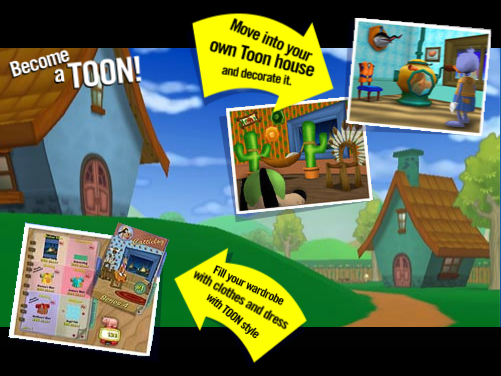 Become
a TOON!
Move into your
own Toon house
and decorate it.
Fill your wardrobe
with clothes and dress
with TOON style
Cattlelog